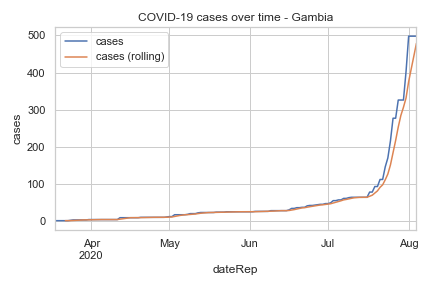 COVID-19 cases over time - Gambia
cases
cases (rolling)
500
400
300
200
100
0
cases
Apr
2020
May
Jun
Jul
Aug
dateRep